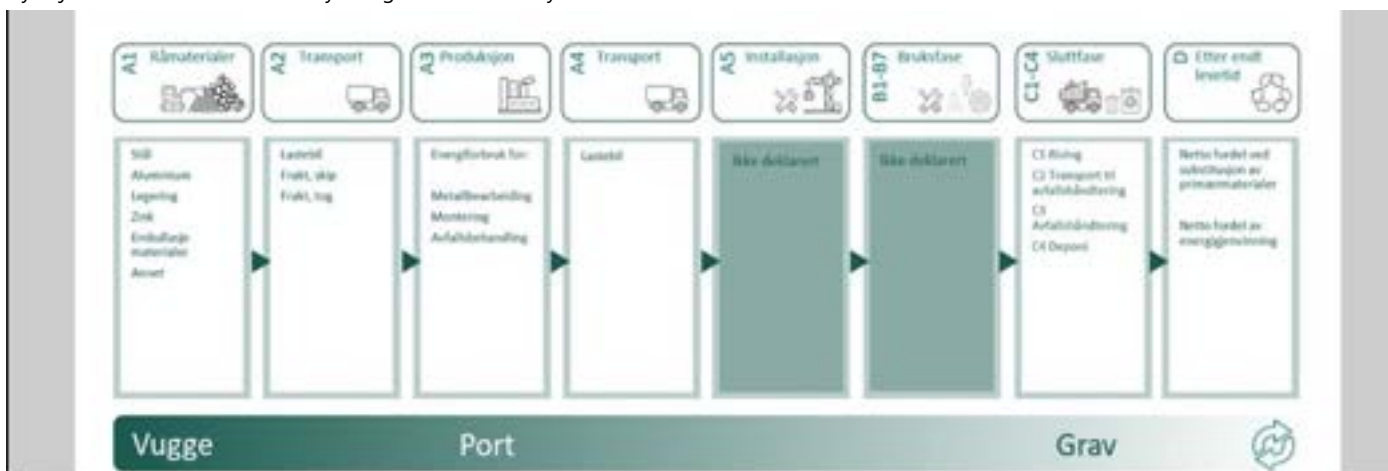 A1 Råmaterialer
A2 Transport
A3 Produksjon
A4 Transport
A5 Installasjon
B1-B7 Bruksfase
C1-C4 Sluttfase
D Etter endt
levetid
Stål
Aluminium
Legering
Zink
Emballasje
materialer
Annet
Lastebil
Frakt, skip
Frakt, tog
Energiforbruk for:
Metallbearbeiding
Montering
Avfallsbehandling
Lastebil
Ikke deklarert
Ikke deklarert
C1 Riving
C2 Transport til
avfallshåndtering
C3
Avfallshåndtering
C4 Deponi
Netto fordel ved
substitusjon av
primærmaterialer
Netto fordel av
energigjenvinning
Vugge
Port
Grav